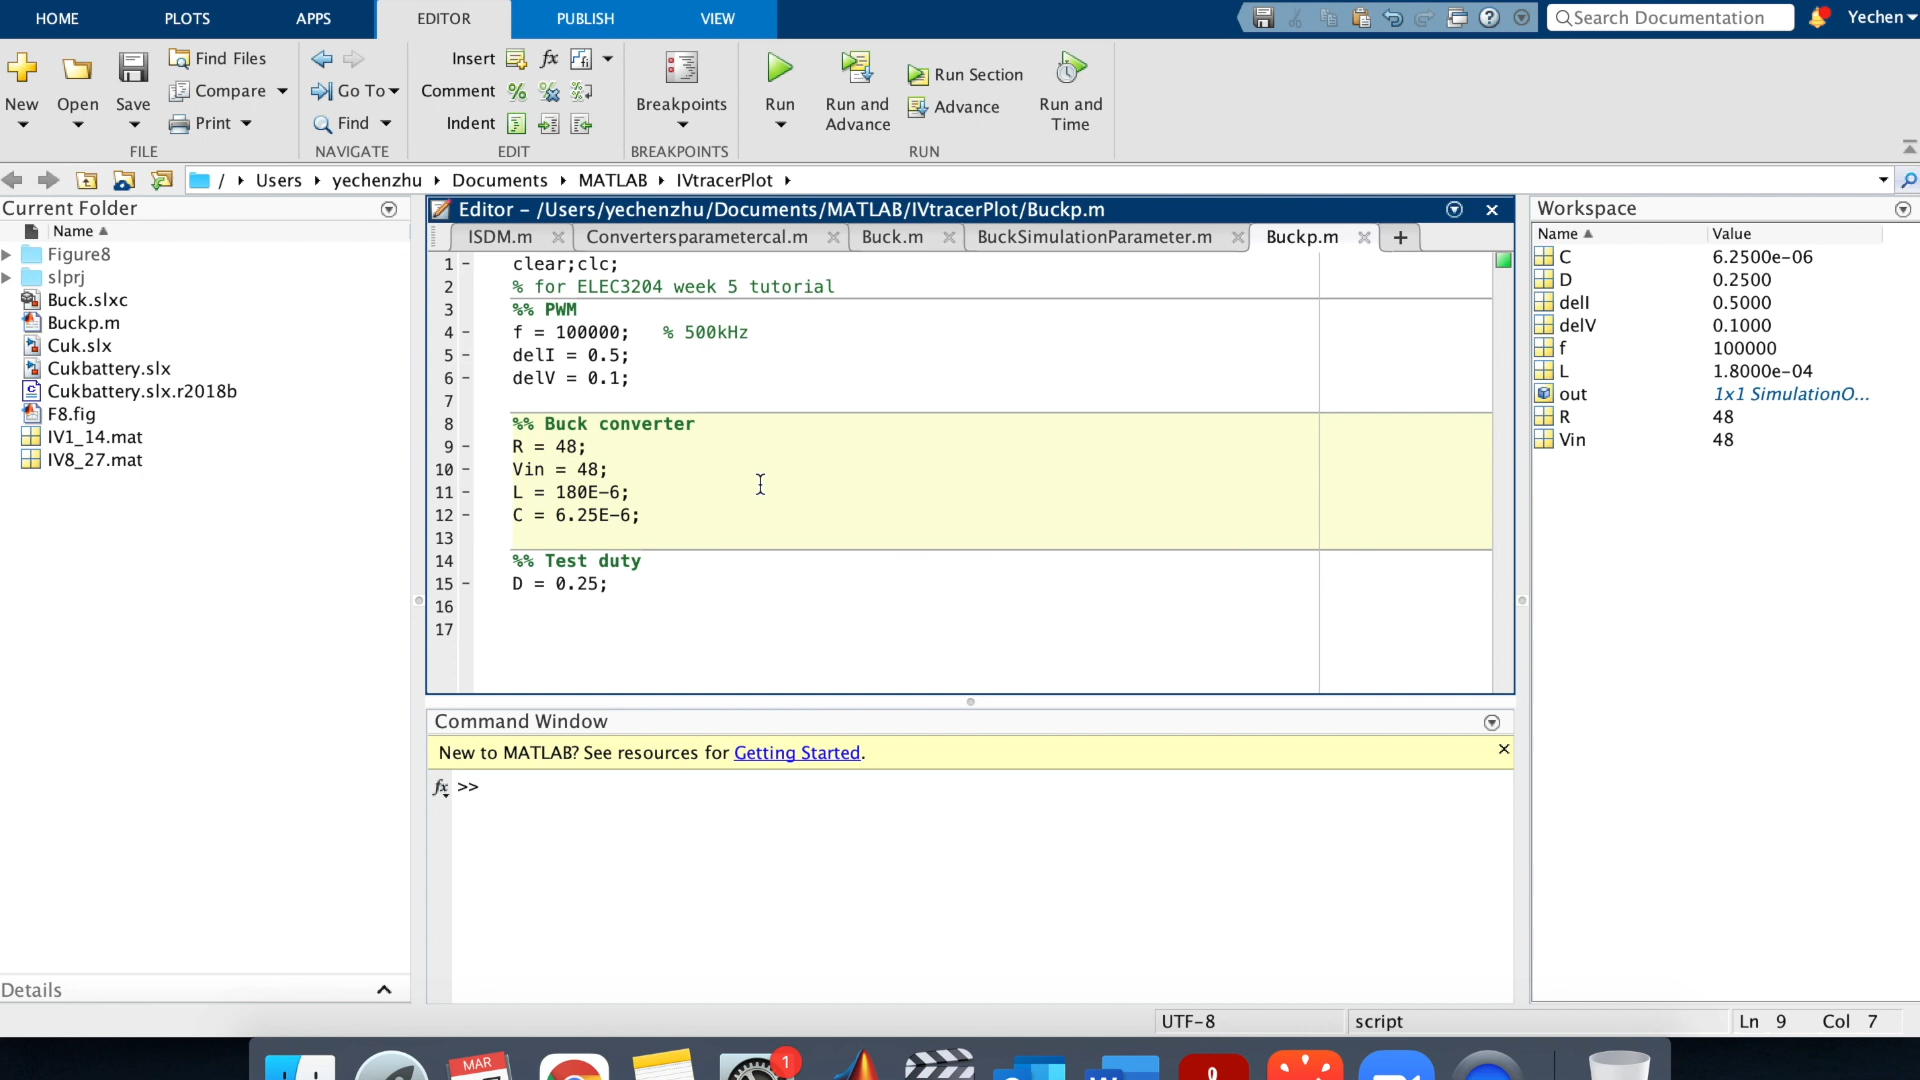 HOME PLOTS APPS EDITOR PUBLISH VIEW Search Documentation Yechen
New Open Save Find Files Compare Print
FILE
Go To Find
NAVIGATE
Insert fx
Comment % %
Indent
EDIT
Breakpoints
BREAKPOINTS
Run Run and Advance Run Section Advance Run and Time
RUN
/ Users yechenzhu Documents MATLAB IVtracerPlot
Current Folder
Name
Figure8
slprj
Buck.slxc
Buckp.m
Cuk.slx
Cukbattery.slx
Cukbattery.slx.r2018b
F8.fig
IV1_14.mat
IV8_27.mat
Details
Editor – /Users/yechenzhu/Documents/MATLAB/IVtracerPlot/Buckp.m
ISDM.m Convertersparametercal.m Buck.m BuckSimulationParameter.m Buckp.m +
1 – clear;clc;
2 % for ELEC3204 week 5 tutorial
3 %% PWM
4 – f = 100000; % 500kHz
5 – delI = 0.5;
6 – delV = 0.1;
7
8 %% Buck converter
9 – R = 48;
10 – Vin = 48;
11 – L = 180E-6;
12 – C = 6.25E-6;
13
14 %% Test duty
15 – D = 0.25;
16
17
Command Window
New to MATLAB? See resources for Getting Started.
fx >>
Workspace
Name Value
C 6.2500e-06
D 0.2500
delI 0.5000
delV 0.1000
f 100000
L 1.8000e-04
out 1x1 SimulationO...
R 48
Vin 48
UTF-8 script Ln 9 Col 7
MAR 1